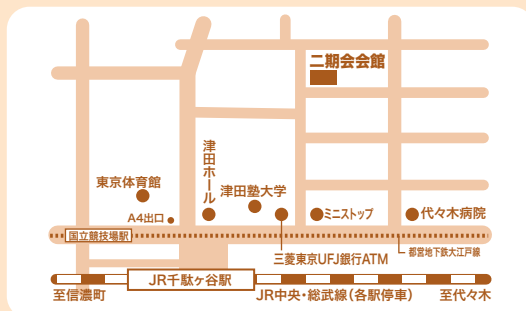 二期会会館
津田ホール
東京体育館
津田塾大学
A4出口
ミニストップ
代々木病院
国立競技場駅
三菱東京UFJ銀行ATM
都営地下鉄大江戸線
JR千駄ヶ谷駅
至信濃町
JR中央・総武線(各駅停車)
至代々木